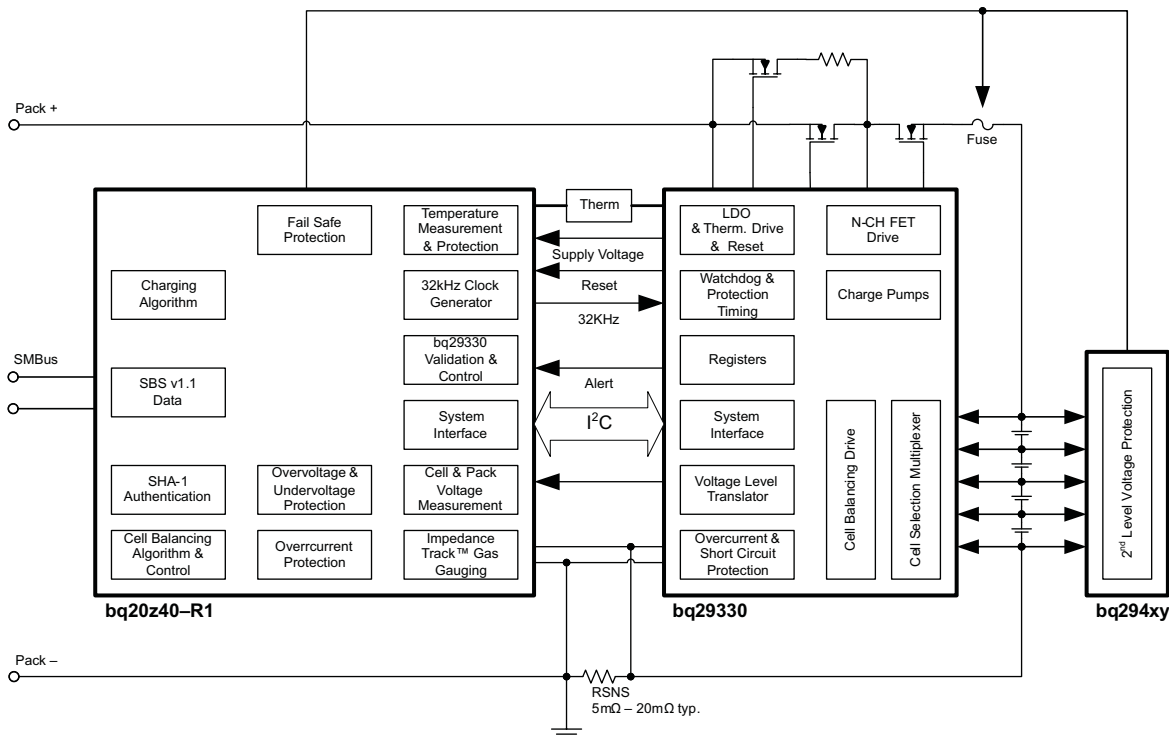 Pack +
Fuse
Therm
Fail Safe
Protection
Temperature
Measurement
& Protection
Charging
Algorithm
32kHz Clock
Generator
bq29330
Validation &
Control
SMBus
SBS v1.1
Data
System
Interface
SHA-1
Authentication
Overvoltage &
Undervoltage
Protection
Cell & Pack
Voltage
Measurement
Cell Balancing
Algorithm &
Control
Overrcurrent
Protection
Impedance
Track™ Gas
Gauging
bq20z40–R1
Supply Voltage
Reset
32KHz
Alert
I²C
LDO
& Therm. Drive
& Reset
N-CH FET
Drive
Watchdog &
Protection
Timing
Charge Pumps
Registers
System
Interface
Voltage Level
Translator
Overcurrent &
Short Circuit
Protection
Cell Balancing Drive
Cell Selection Multiplexer
bq29330
2nd Level Voltage Protection
bq294xy
Pack –
RSNS
5mΩ – 20mΩ typ.